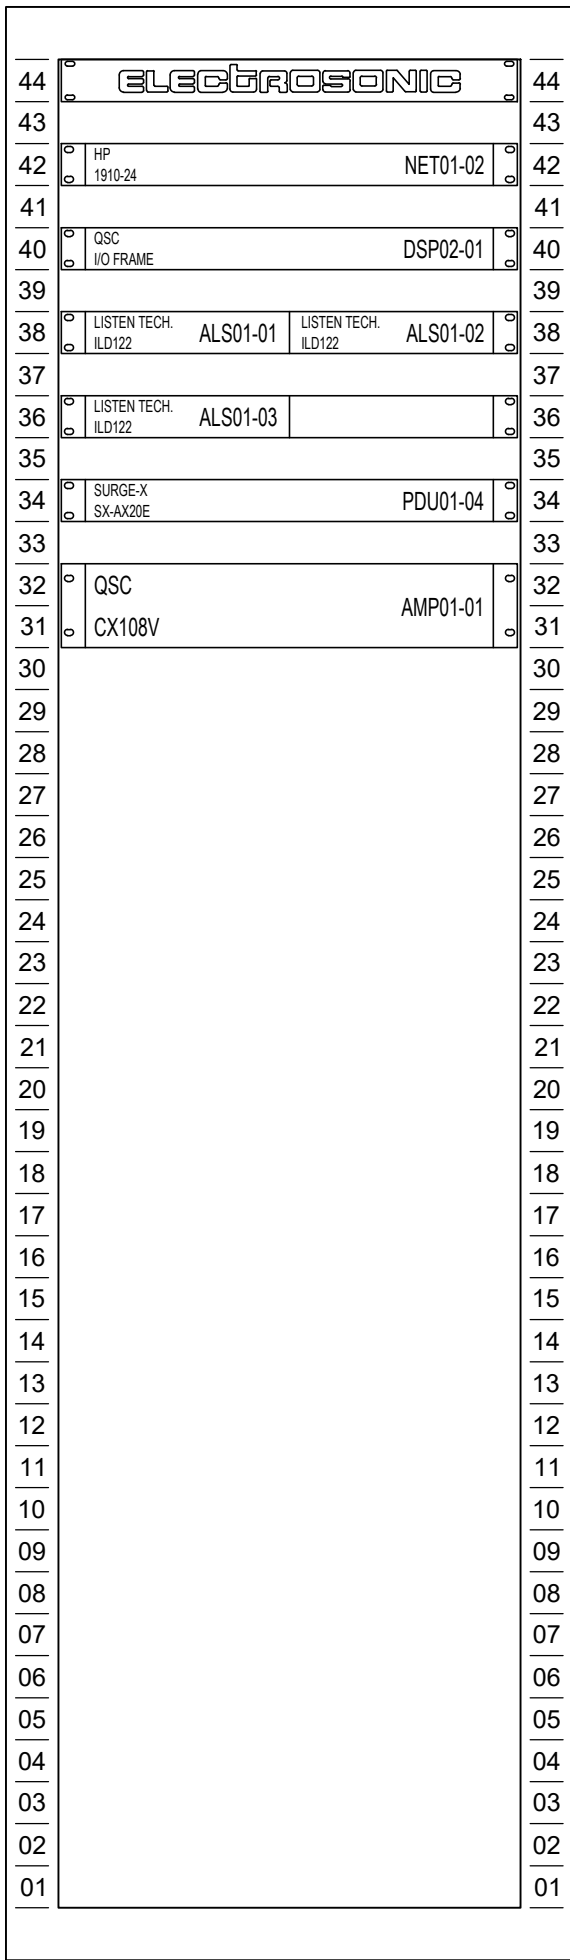 44 ELECTROSONIC 44
43 43
42 HP NET01-02 42
1910-24
41 41
40 QSC DSP02-01 40
I/O FRAME
39 39
38 LISTEN TECH. ALS01-01 LISTEN TECH. ALS01-02 38
ILD122 ILD122
37 37
36 LISTEN TECH. ALS01-03 36
ILD122
35 35
34 SURGE-X PDU01-04 34
SX-AX20E
33 33
32 QSC 32
AMP01-01
31 CX108V 31
30 30
29 29
28 28
27 27
26 26
25 25
24 24
23 23
22 22
21 21
20 20
19 19
18 18
17 17
16 16
15 15
14 14
13 13
12 12
11 11
10 10
09 09
08 08
07 07
06 06
05 05
04 04
03 03
02 02
01 01